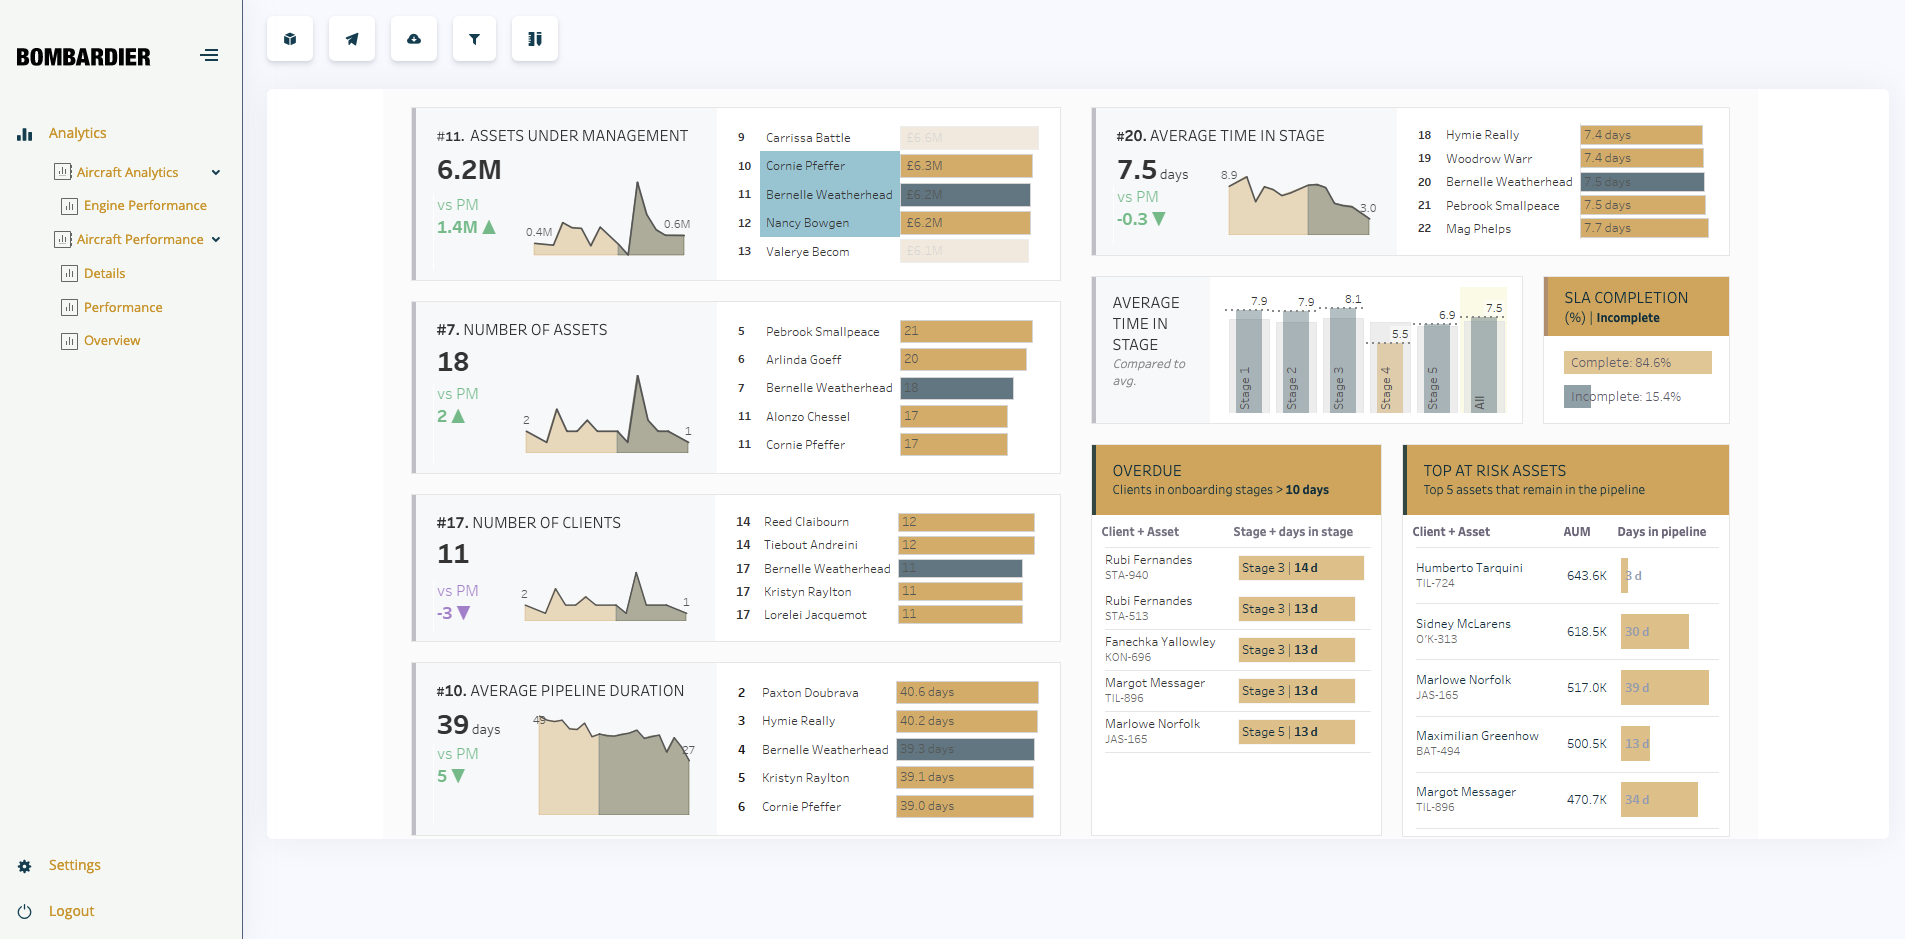 BOMBARDIER
Analytics
Aircraft Analytics
Engine Performance
Aircraft Performance
Details
Performance
Overview
Settings
Logout
#11. ASSETS UNDER MANAGEMENT
6.2M
vs PM
1.4M ▲
0.4M
0.6M
9 Carrissa Battle £6.6M
10 Cornie Pfeffer £6.3M
11 Bernelle Weatherhead £6.2M
12 Nancy Bowgen £6.2M
13 Valerye Becom £6.1M
#7. NUMBER OF ASSETS
18
vs PM
2 ▲
2
1
5 Pebrook Smallpeace 21
6 Arlinda Goeff 20
7 Bernelle Weatherhead 18
11 Alonzo Chessel 17
11 Cornie Pfeffer 17
#17. NUMBER OF CLIENTS
11
vs PM
-3 ▼
2
1
14 Reed Claibourn 12
14 Tiebout Andreini 12
17 Bernelle Weatherhead 11
17 Kristyn Raylton 11
17 Lorelei Jacquemot 11
#10. AVERAGE PIPELINE DURATION
39 days
vs PM
5 ▼
49
27
2 Paxton Doubrava 40.6 days
3 Hymie Really 40.2 days
4 Bernelle Weatherhead 39.3 days
5 Kristyn Raylton 39.1 days
6 Cornie Pfeffer 39.0 days
#20. AVERAGE TIME IN STAGE
7.5 days
vs PM
-0.3 ▼
8.9
3.0
18 Hymie Really 7.4 days
19 Woodrow Warr 7.4 days
20 Bernelle Weatherhead 7.5 days
21 Pebrook Smallpeace 7.5 days
22 Mag Phelps 7.7 days
AVERAGE
TIME IN
STAGE
Compared to
avg.
7.9 7.9 8.1 5.5 6.9 7.5
Stage 1 Stage 2 Stage 3 Stage 4 Stage 5 All
SLA COMPLETION
(%) | Incomplete
Complete: 84.6%
Incomplete: 15.4%
OVERDUE
Clients in onboarding stages > 10 days
Client + Asset Stage + days in stage
Rubi Fernandes
STA-940
Stage 3 | 14 d
Rubi Fernandes
STA-513
Stage 3 | 13 d
Fanechka Yallowley
KON-696
Stage 3 | 13 d
Margot Messager
TIL-896
Stage 3 | 13 d
Marlowe Norfolk
JAS-165
Stage 5 | 13 d
TOP AT RISK ASSETS
Top 5 assets that remain in the pipeline
Client + Asset AUM Days in pipeline
Humberto Tarquini
TIL-724
643.6K 3 d
Sidney McLarens
O'K-313
618.5K 30 d
Marlowe Norfolk
JAS-165
517.0K 39 d
Maximilian Greenhow
BAT-494
500.5K 13 d
Margot Messager
TIL-896
470.7K 34 d